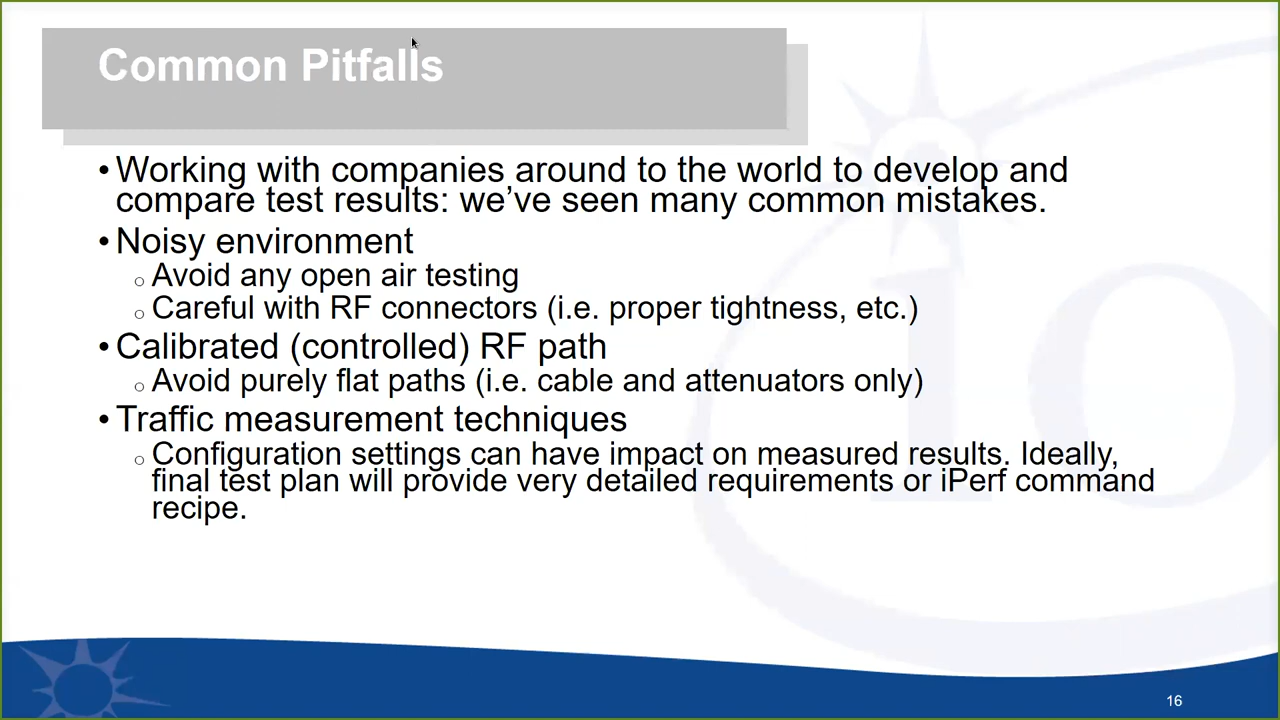 Common Pitfalls
• Working with companies around to the world to develop and
compare test results: we’ve seen many common mistakes.
• Noisy environment
○ Avoid any open air testing
○ Careful with RF connectors (i.e. proper tightness, etc.)
• Calibrated (controlled) RF path
○ Avoid purely flat paths (i.e. cable and attenuators only)
• Traffic measurement techniques
○ Configuration settings can have impact on measured results. Ideally,
final test plan will provide very detailed requirements or iPerf command
recipe.
io
16